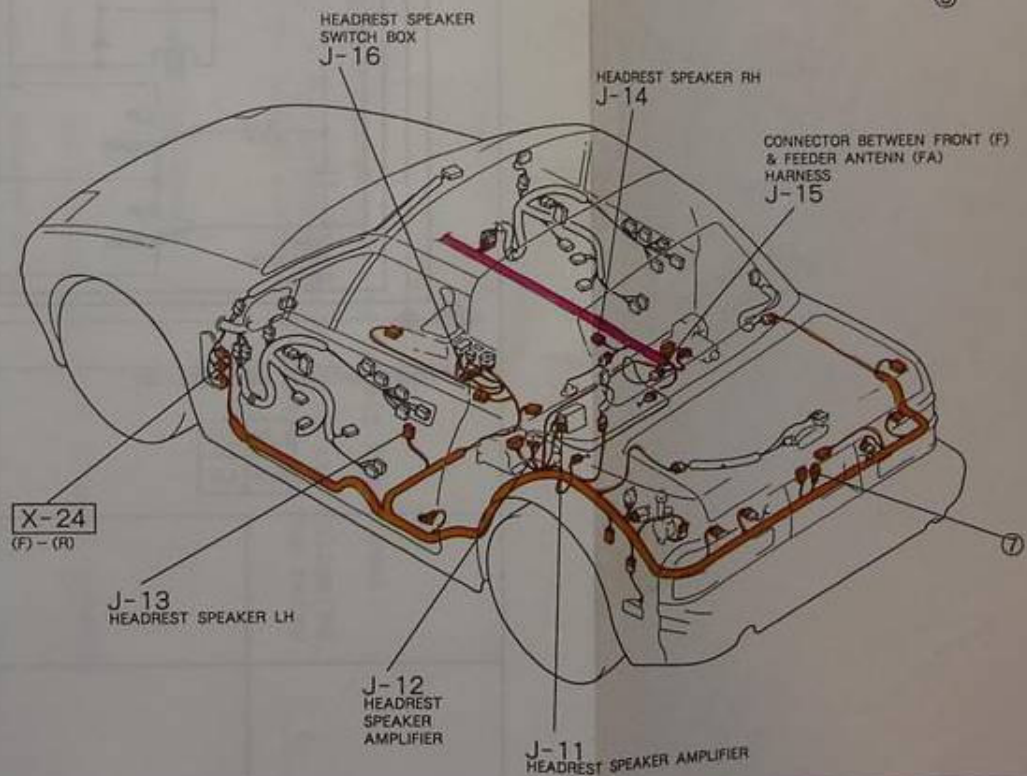 HEADREST SPEAKER
SWITCH BOX
J-16
HEADREST SPEAKER RH
J-14
CONNECTOR BETWEEN FRONT (F)
& FEEDER ANTENN (FA)
HARNESS
J-15
X-24
(F)-(R)
⑦
J-13
HEADREST SPEAKER LH
J-12
HEADREST
SPEAKER
AMPLIFIER
J-11
HEADREST SPEAKER AMPLIFIER